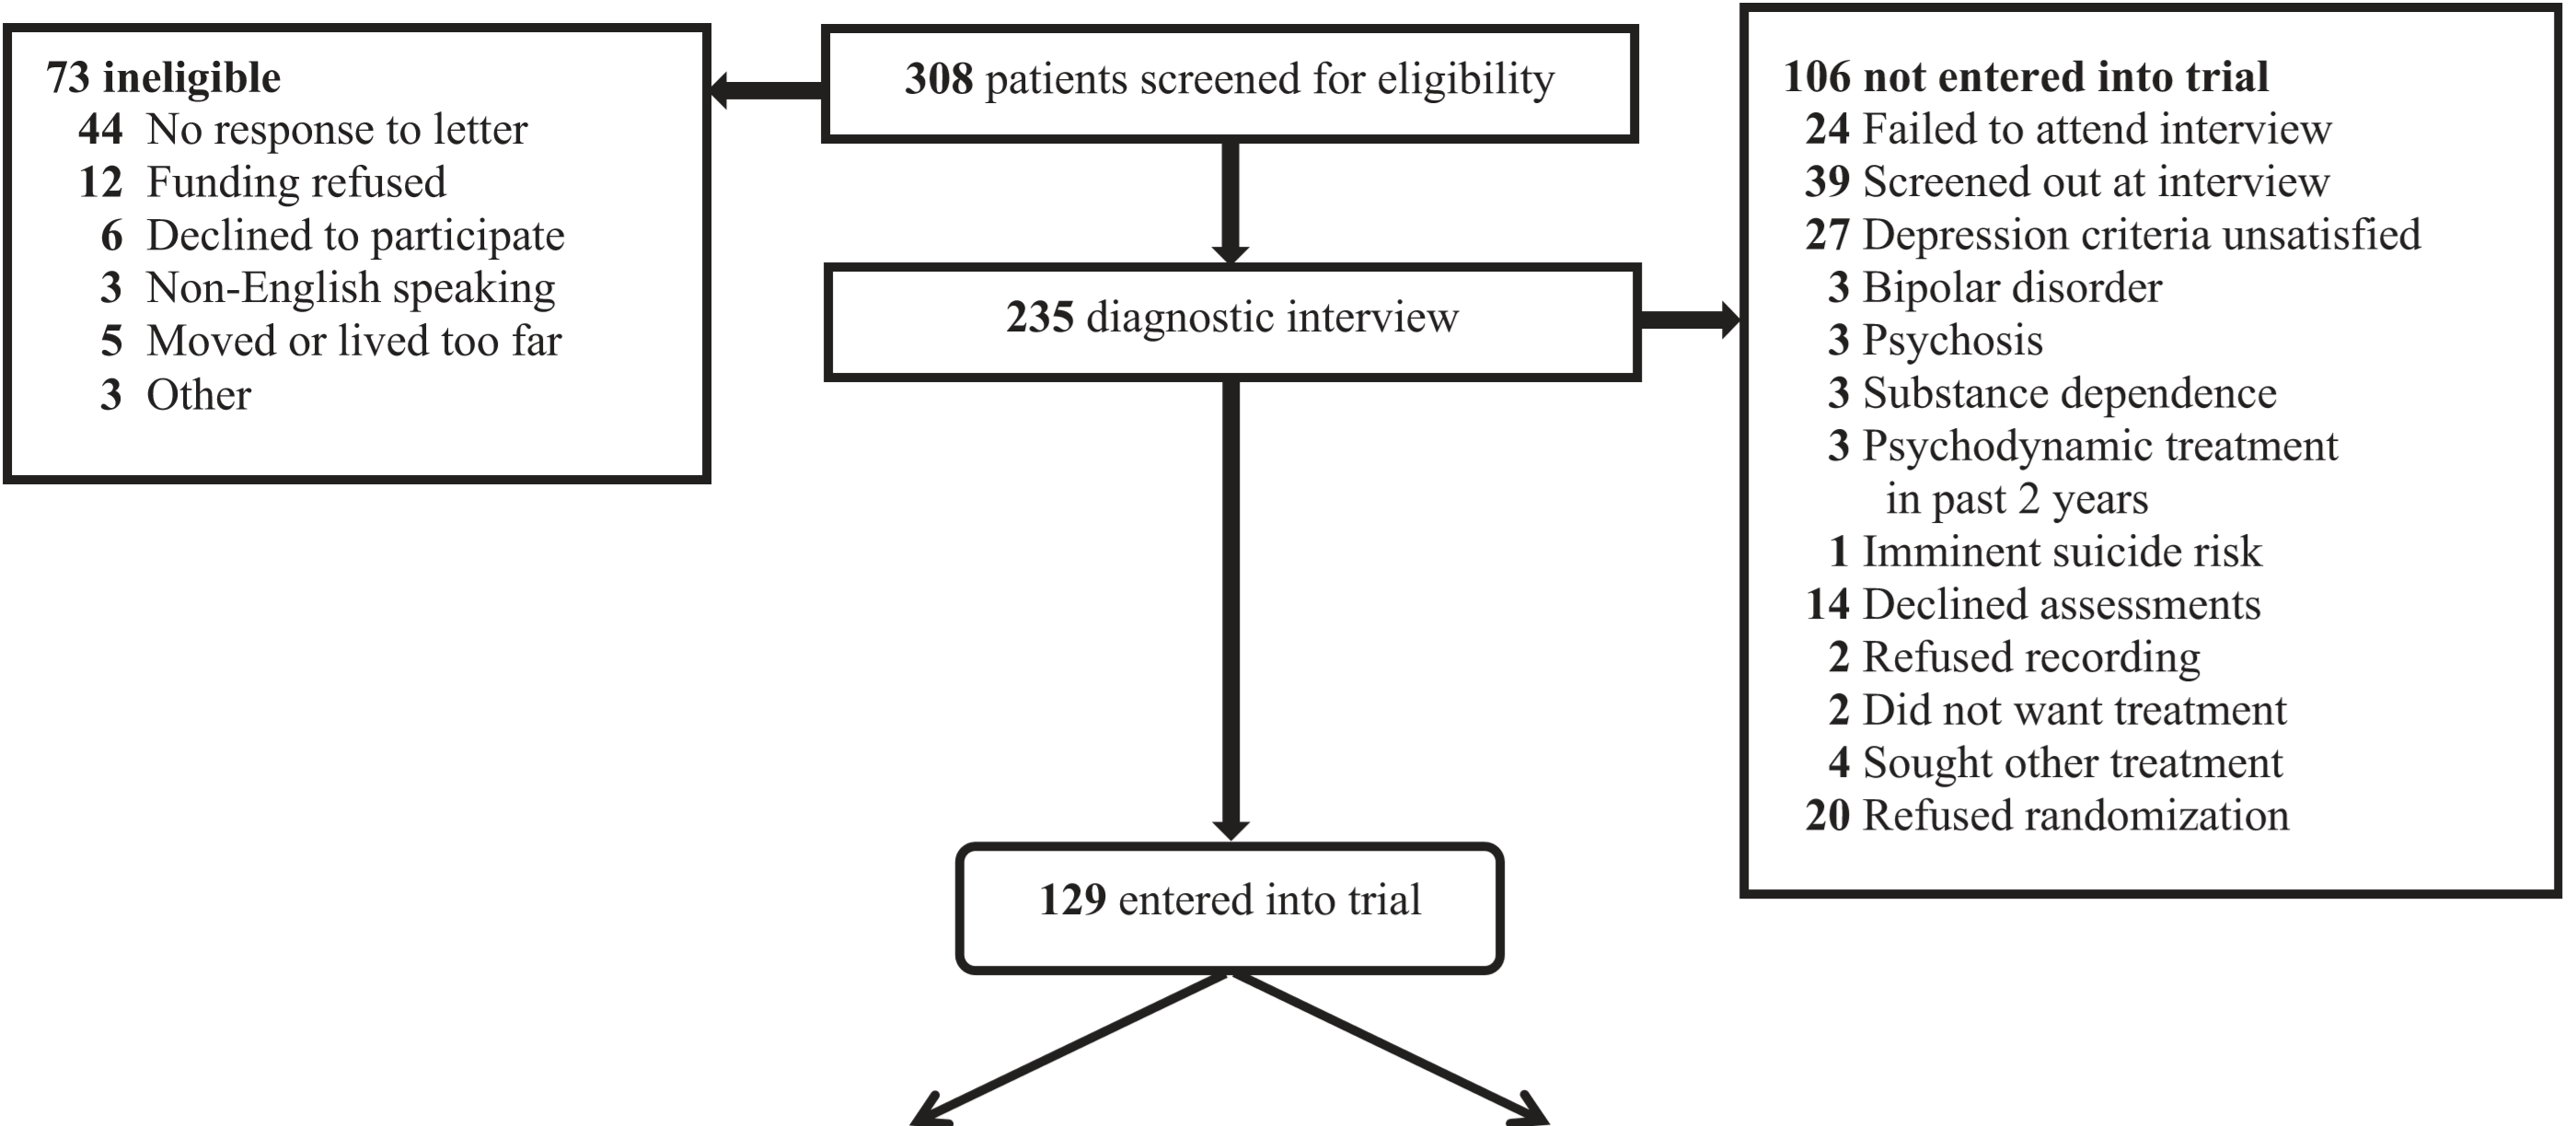 73 ineligible
44 No response to letter
12 Funding refused
6 Declined to participate
3 Non-English speaking
5 Moved or lived too far
3 Other
308 patients screened for eligibility
235 diagnostic interview
106 not entered into trial
24 Failed to attend interview
39 Screened out at interview
27 Depression criteria unsatisfied
3 Bipolar disorder
3 Psychosis
3 Substance dependence
3 Psychodynamic treatment
in past 2 years
1 Imminent suicide risk
14 Declined assessments
2 Refused recording
2 Did not want treatment
4 Sought other treatment
20 Refused randomization
129 entered into trial